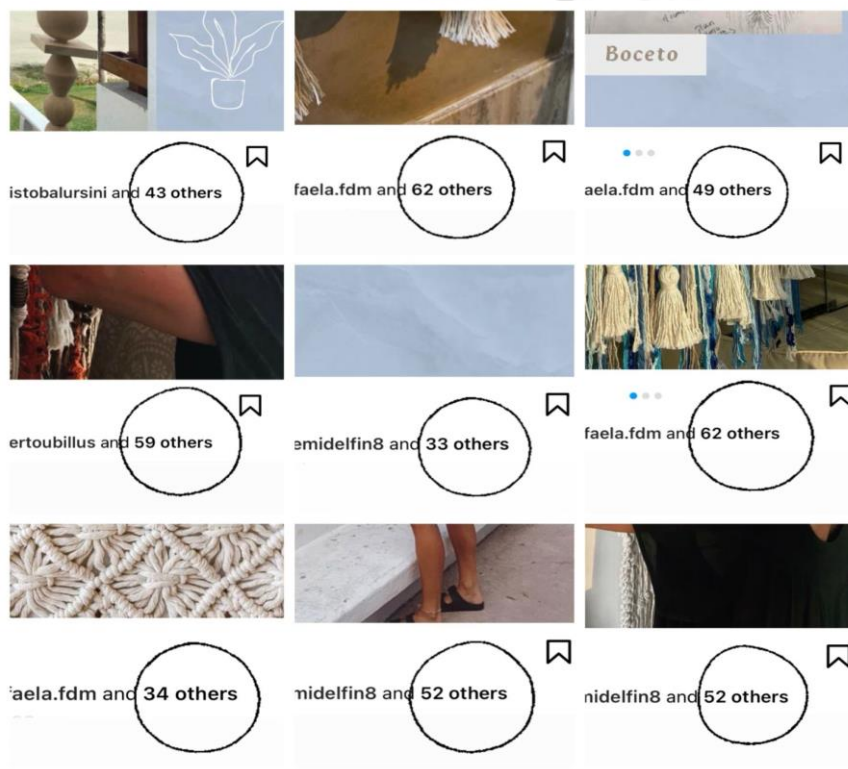 Boceto
istobalursini and 43 others
faela.fdm and 62 others
aela.fdm and 49 others
ertoubillus and 59 others
emidelfin8 and 33 others
faela.fdm and 62 others
faela.fdm and 34 others
midelfin8 and 52 others
midelfin8 and 52 others